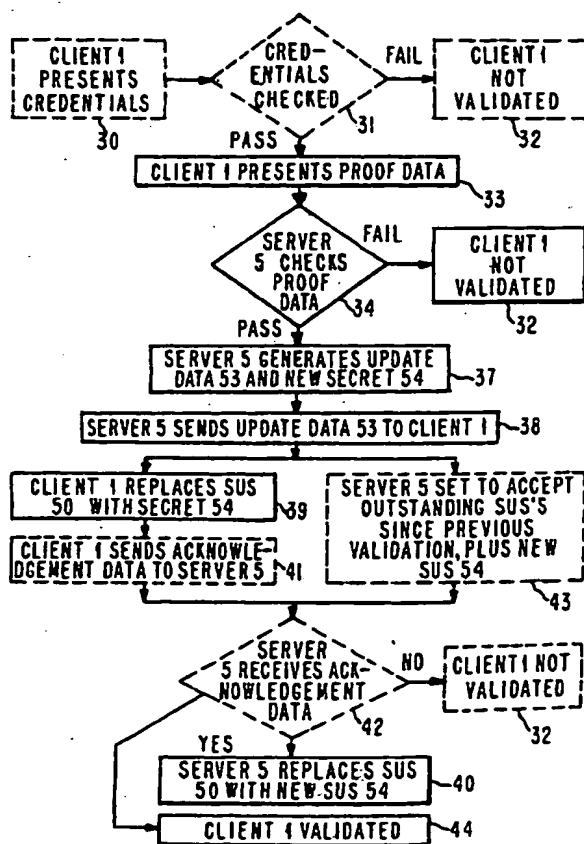 CLIENT 1
PRESENTS
CREDENTIALS
30
CRED-
ENTIALS
CHECKED
31
FAIL
CLIENT 1
NOT
VALIDATED
32
PASS
CLIENT 1 PRESENTS PROOF DATA
33
SERVER
5 CHECKS
PROOF
DATA
34
FAIL
CLIENT 1
NOT
VALIDATED
32
PASS
SERVER 5 GENERATES UPDATE
DATA 53 AND NEW SECRET 54
37
SERVER 5 SENDS UPDATE DATA 53 TO CLIENT 1
38
CLIENT 1 REPLACES SUS
50 WITH SECRET 54
39
CLIENT 1 SENDS ACKNOWLE-
DGEMENT DATA TO SERVER 5
41
SERVER 5 SET TO ACCEPT
OUTSTANDING SUS'S
SINCE PREVIOUS
VALIDATION, PLUS NEW
SUS 54
43
SERVER
5 RECEIVES ACK-
NOWLEDGEMENT
DATA
42
NO
CLIENT 1 NOT
VALIDATED
32
YES
SERVER 5 REPLACES SUS
50 WITH NEW SUS 54
40
CLIENT 1 VALIDATED
44